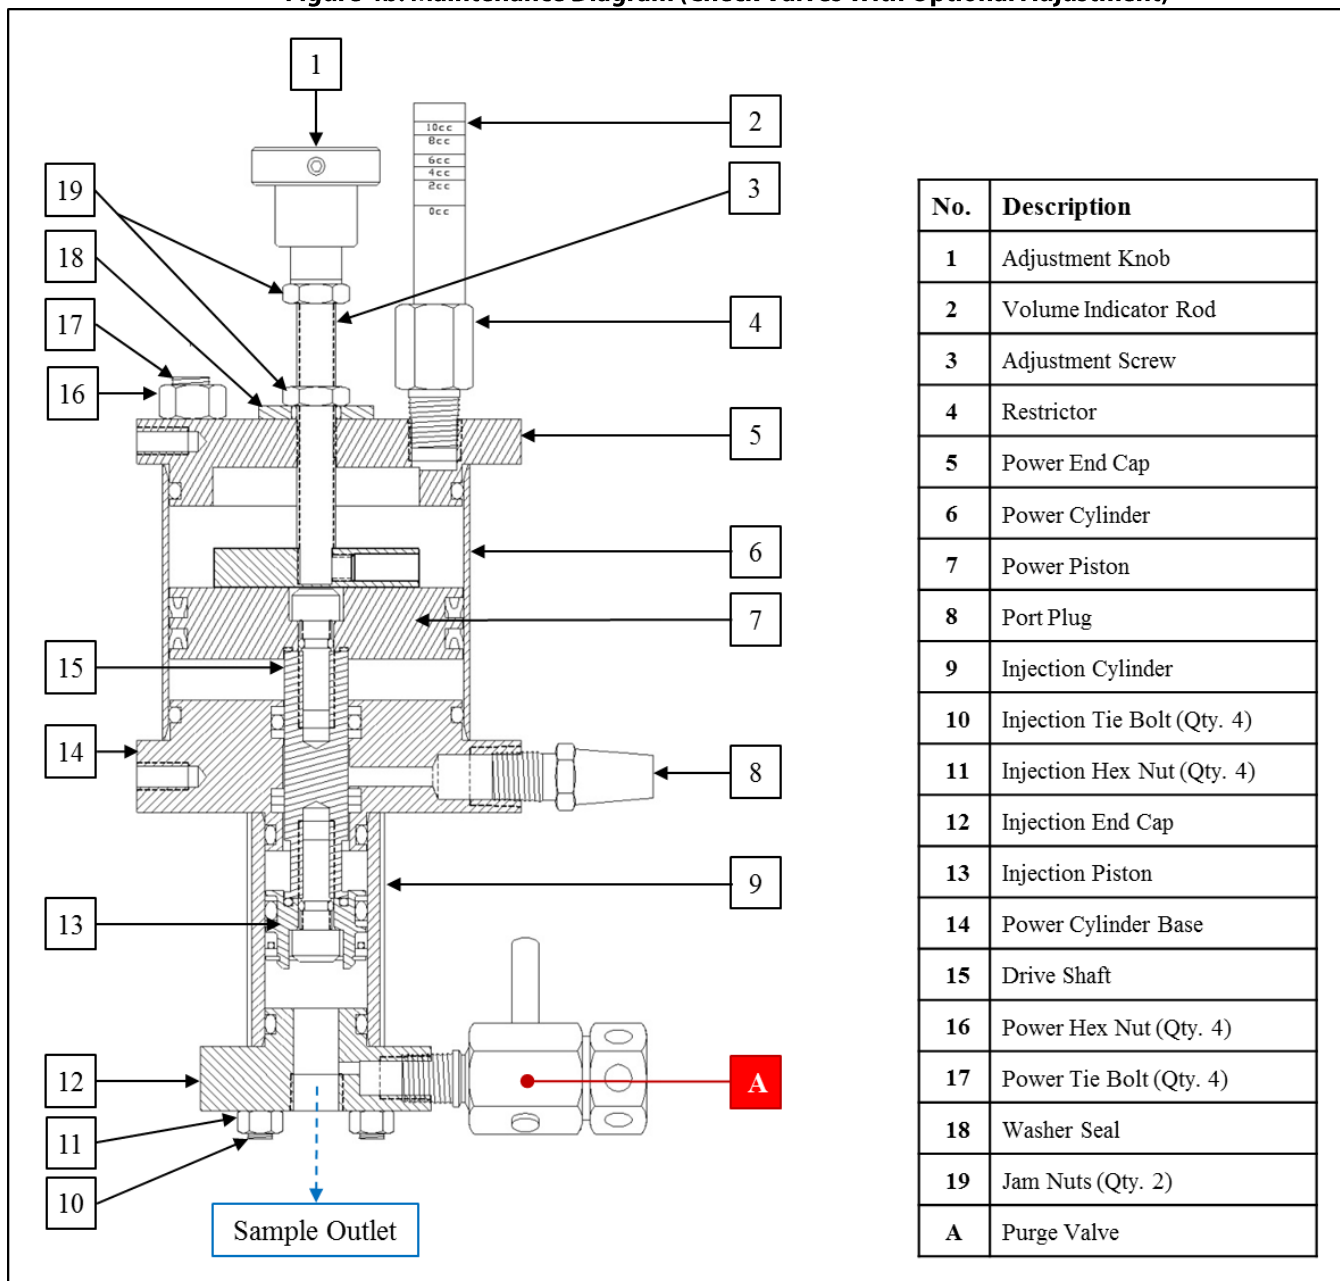 1
2
10cc
8cc
6cc
4cc
2cc
0cc
19
3
18
17
4
16
5
6
7
15
14
8
9
13
12
A
11
10
Sample Outlet
No. Description
1 Adjustment Knob
2 Volume Indicator Rod
3 Adjustment Screw
4 Restrictor
5 Power End Cap
6 Power Cylinder
7 Power Piston
8 Port Plug
9 Injection Cylinder
10 Injection Tie Bolt (Qty. 4)
11 Injection Hex Nut (Qty. 4)
12 Injection End Cap
13 Injection Piston
14 Power Cylinder Base
15 Drive Shaft
16 Power Hex Nut (Qty. 4)
17 Power Tie Bolt (Qty. 4)
18 Washer Seal
19 Jam Nuts (Qty. 2)
A Purge Valve